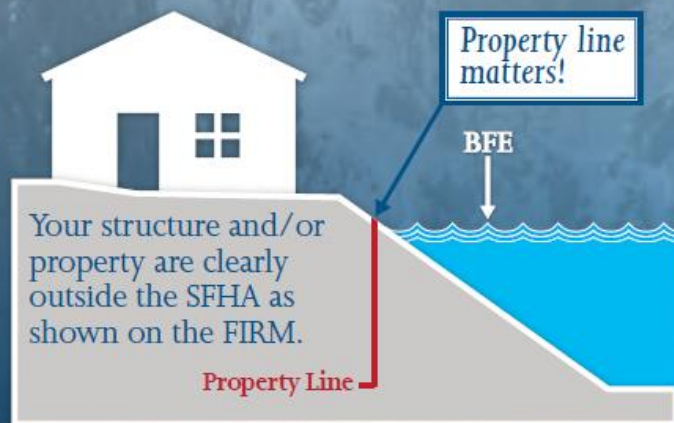 Property line
matters!
BFE
Your structure and/or
property are clearly
outside the SFHA as
shown on the FIRM.
Property Line